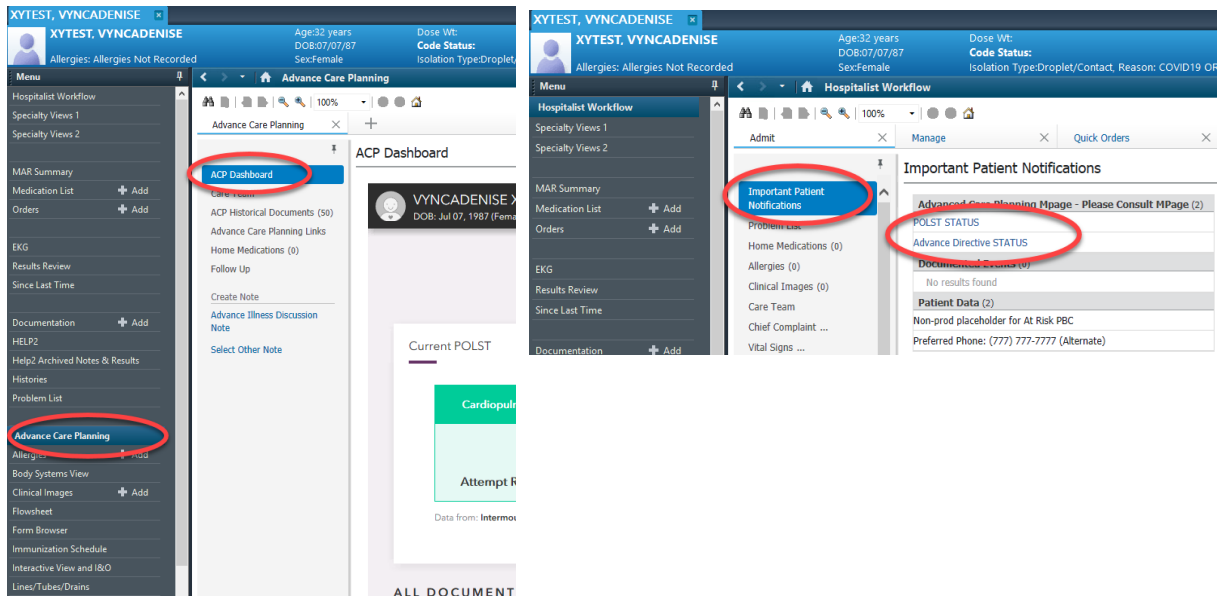 XYTEST, VYNCADENISE
XYTEST, VYNCADENISE
Age:32 years
Dose Wt:
DOB:07/07/87
Code Status:
Allergies: Allergies Not Recorded
Sex:Female
Isolation Type:Droplet/
Menu
Advance Care Planning
Hospitalist Workflow
Specialty Views 1
Specialty Views 2
MAR Summary
Medication List
Add
Orders
Add
EKG
Results Review
Since Last Time
Documentation
Add
HELP2
Help2 Archived Notes & Results
Histories
Problem List
Advance Care Planning
Allergies
Add
Body Systems View
Clinical Images
Add
Flowsheet
Form Browser
Immunization Schedule
Interactive View and I&O
Lines/Tubes/Drains
100%
Advance Care Planning
ACP Dashboard
Care Team
ACP Historical Documents (50)
Advance Care Planning Links
Home Medications (0)
Follow Up
Create Note
Advance Illness Discussion
Note
Select Other Note
ACP Dashboard
VYNCADENISE X
DOB: Jul 07, 1987 (Fema
Current POLST
Cardiopuln
Attempt R
Data from: Intermou
ALL DOCUMENT
XYTEST, VYNCADENISE
XYTEST, VYNCADENISE
Age:32 years
Dose Wt:
DOB:07/07/87
Code Status:
Allergies: Allergies Not Recorded
Sex:Female
Isolation Type:Droplet/Contact, Reason: COVID19 OR
Menu
Hospitalist Workflow
Hospitalist Workflow
Specialty Views 1
Specialty Views 2
MAR Summary
Medication List
Add
Orders
Add
EKG
Results Review
Since Last Time
Documentation
Add
100%
Admit
Manage
Quick Orders
Important Patient
Notifications
Problem List
Home Medications (0)
Allergies (0)
Clinical Images (0)
Care Team
Chief Complaint ...
Vital Signs ...
Important Patient Notifications
Advanced Care Planning Mpage - Please Consult MPage (2)
POLST STATUS
Advance Directive STATUS
Documented Events (0)
No results found
Patient Data (2)
Non-prod placeholder for At Risk PBC
Preferred Phone: (777) 777-7777 (Alternate)